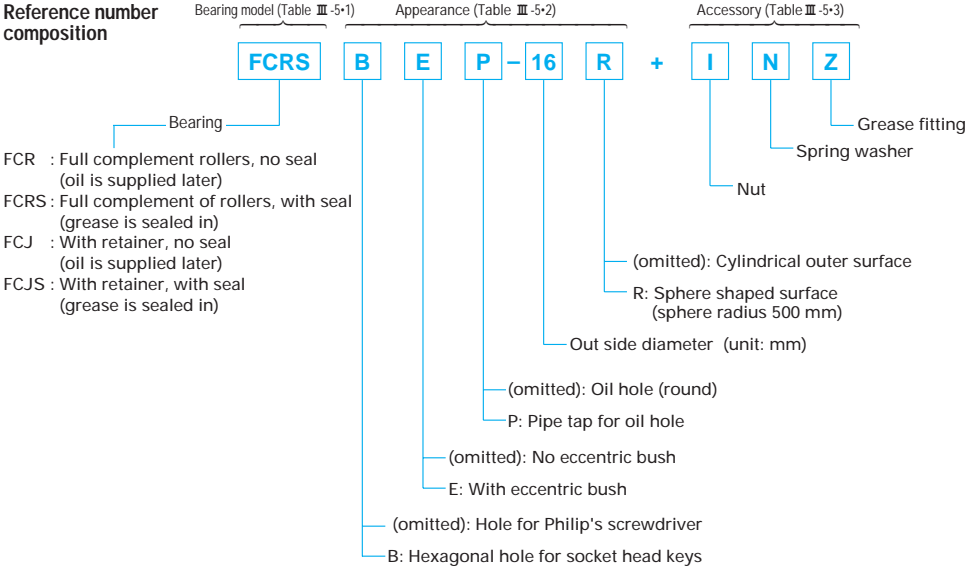 Reference number composition
Bearing model (Table Ⅲ -5•1)
Appearance (Table Ⅲ -5•2)
Accessory (Table Ⅲ -5•3)
FCRS B E P – 16 R + I N Z
Bearing
FCR : Full complement rollers, no seal
(oil is supplied later)
FCRS : Full complement of rollers, with seal
(grease is sealed in)
FCJ : With retainer, no seal
(oil is supplied later)
FCJS : With retainer, with seal
(grease is sealed in)
Grease fitting
Spring washer
Nut
(omitted): Cylindrical outer surface
R: Sphere shaped surface
(sphere radius 500 mm)
Out side diameter (unit: mm)
(omitted): Oil hole (round)
P: Pipe tap for oil hole
(omitted): No eccentric bush
E: With eccentric bush
(omitted): Hole for Philip's screwdriver
B: Hexagonal hole for socket head keys